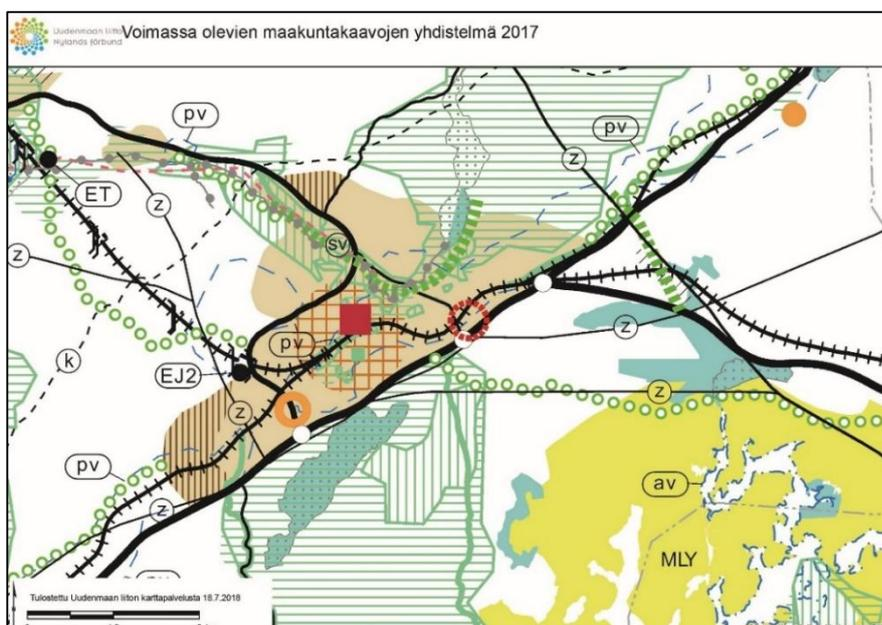 Uudenmaan liitto
Nylands förbund
Voimassa olevien maakuntakaavojen yhdistelmä 2017
pv
pv
z
ET
z
z
sv
z
k
pv
EJ2
z
z
pv
z
av
MLY
Tulostettu Uudenmaan liiton karttapalvelusta 18.7.2018